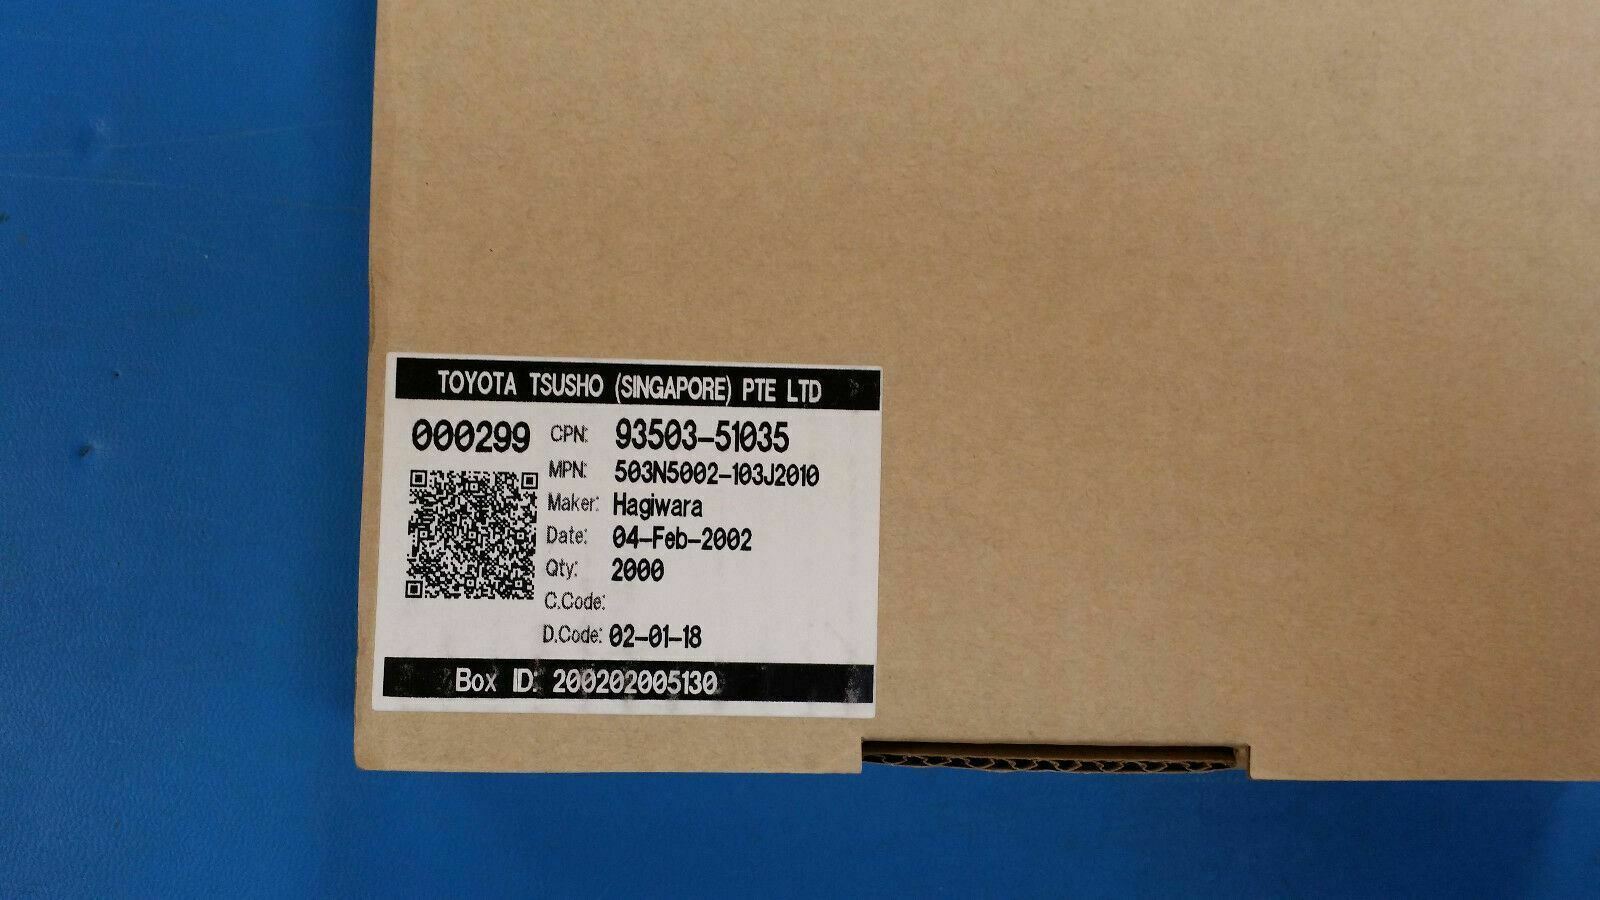 TOYOTA TSUSHO (SINGAPORE) PTE LTD
000299
CPN: 93503-51035
MPN: 503N5002-103J2010
Maker: Hagiwara
Date: 04-Feb-2002
Qty: 2000
C.Code:
D.Code: 02-01-18
Box ID: 200202005130